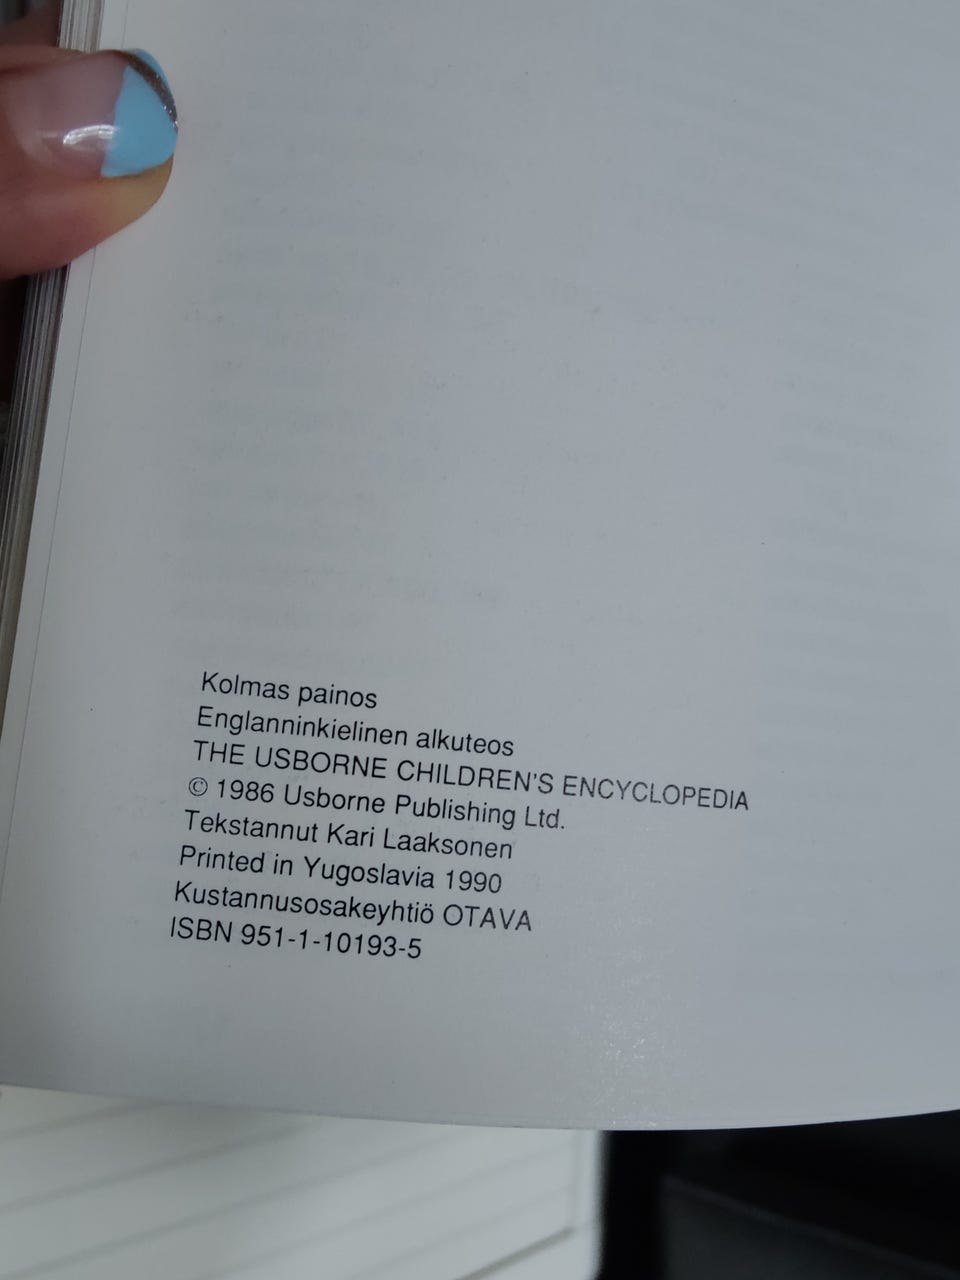 Kolmas painos
Englanninkielinen alkuteos
THE USBORNE CHILDREN'S ENCYCLOPEDIA
© 1986 Usborne Publishing Ltd.
Tekstannut Kari Laaksonen
Printed in Yugoslavia 1990
Kustannusosakeyhtiö OTAVA
ISBN 951-1-10193-5